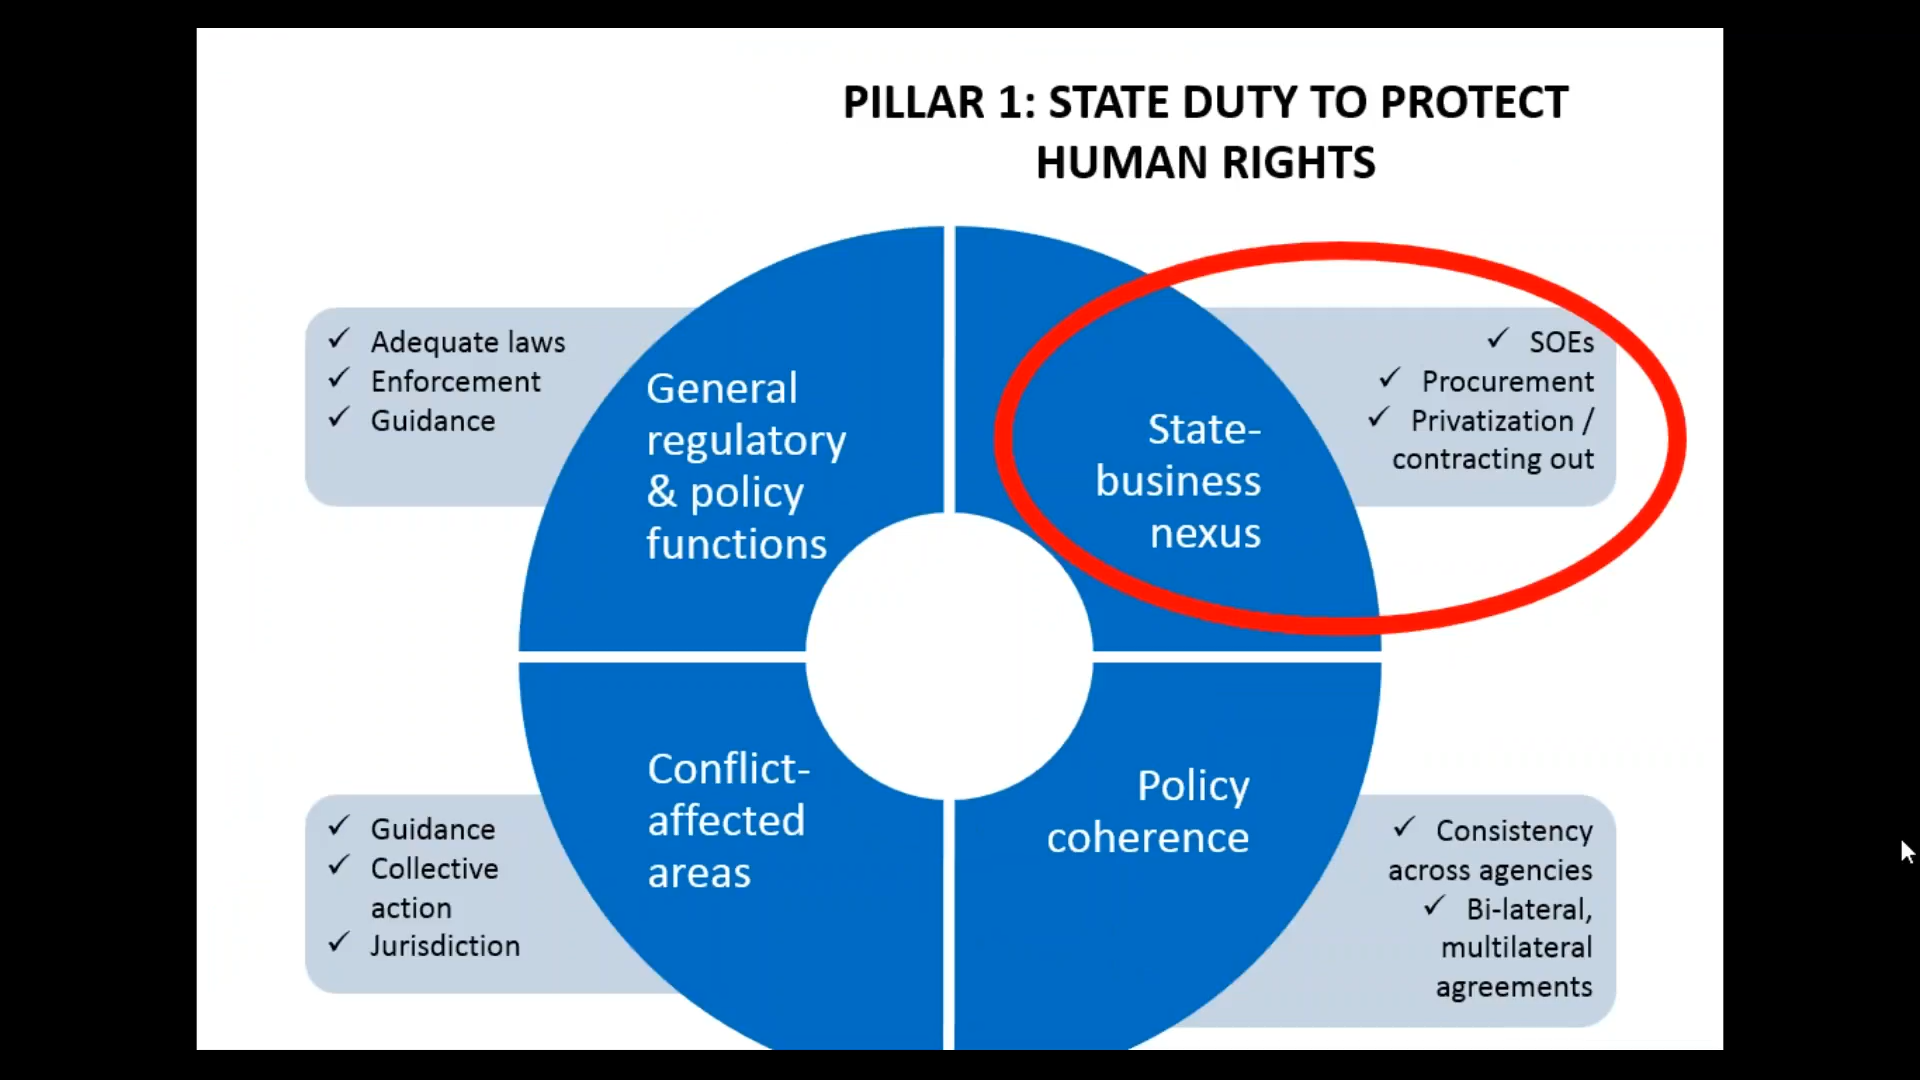 PILLAR 1: STATE DUTY TO PROTECT
HUMAN RIGHTS
✓ Adequate laws
✓ Enforcement
✓ Guidance
General
regulatory
& policy
functions
State-
business
nexus
✓ SOEs
✓ Procurement
✓ Privatization /
contracting out
✓ Guidance
✓ Collective
action
✓ Jurisdiction
Conflict-
affected
areas
Policy
coherence
✓ Consistency
across agencies
✓ Bi-lateral,
multilateral
agreements